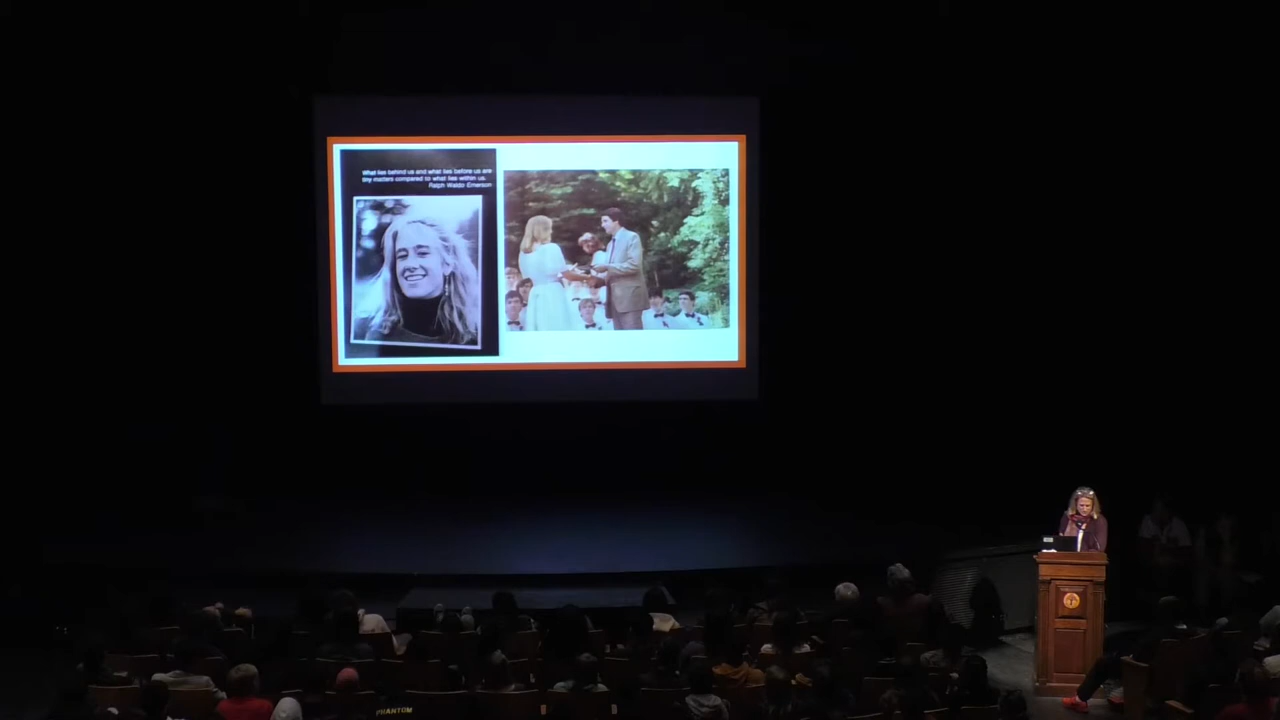 What lies behind us and what lies before us are
tiny matters compared to what lies within us.
Ralph Waldo Emerson
PHANTOM